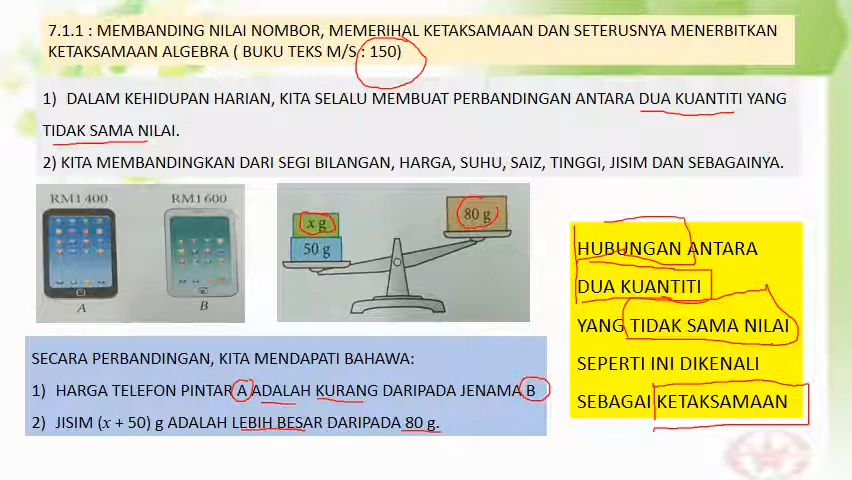 7.1.1 : MEMBANDING NILAI NOMBOR, MEMERIHAL KETAKSAMAAN DAN SETERUSNYA MENERBITKAN
KETAKSAMAAN ALGEBRA ( BUKU TEKS M/S : 150)
1) DALAM KEHIDUPAN HARIAN, KITA SELALU MEMBUAT PERBANDINGAN ANTARA DUA KUANTITI YANG
TIDAK SAMA NILAI.
2) KITA MEMBANDINGKAN DARI SEGI BILANGAN, HARGA, SUHU, SAIZ, TINGGI, JISIM DAN SEBAGAINYA.
RM1 400
RM1 600
A
B
x g
50 g
80 g
HUBUNGAN ANTARA
DUA KUANTITI
YANG TIDAK SAMA NILAI
SEPERTI INI DIKENALI
SEBAGAI KETAKSAMAAN
SECARA PERBANDINGAN, KITA MENDAPATI BAHAWA:
1) HARGA TELEFON PINTAR A ADALAH KURANG DARIPADA JENAMA B
2) JISIM (x + 50) g ADALAH LEBIH BESAR DARIPADA 80 g.